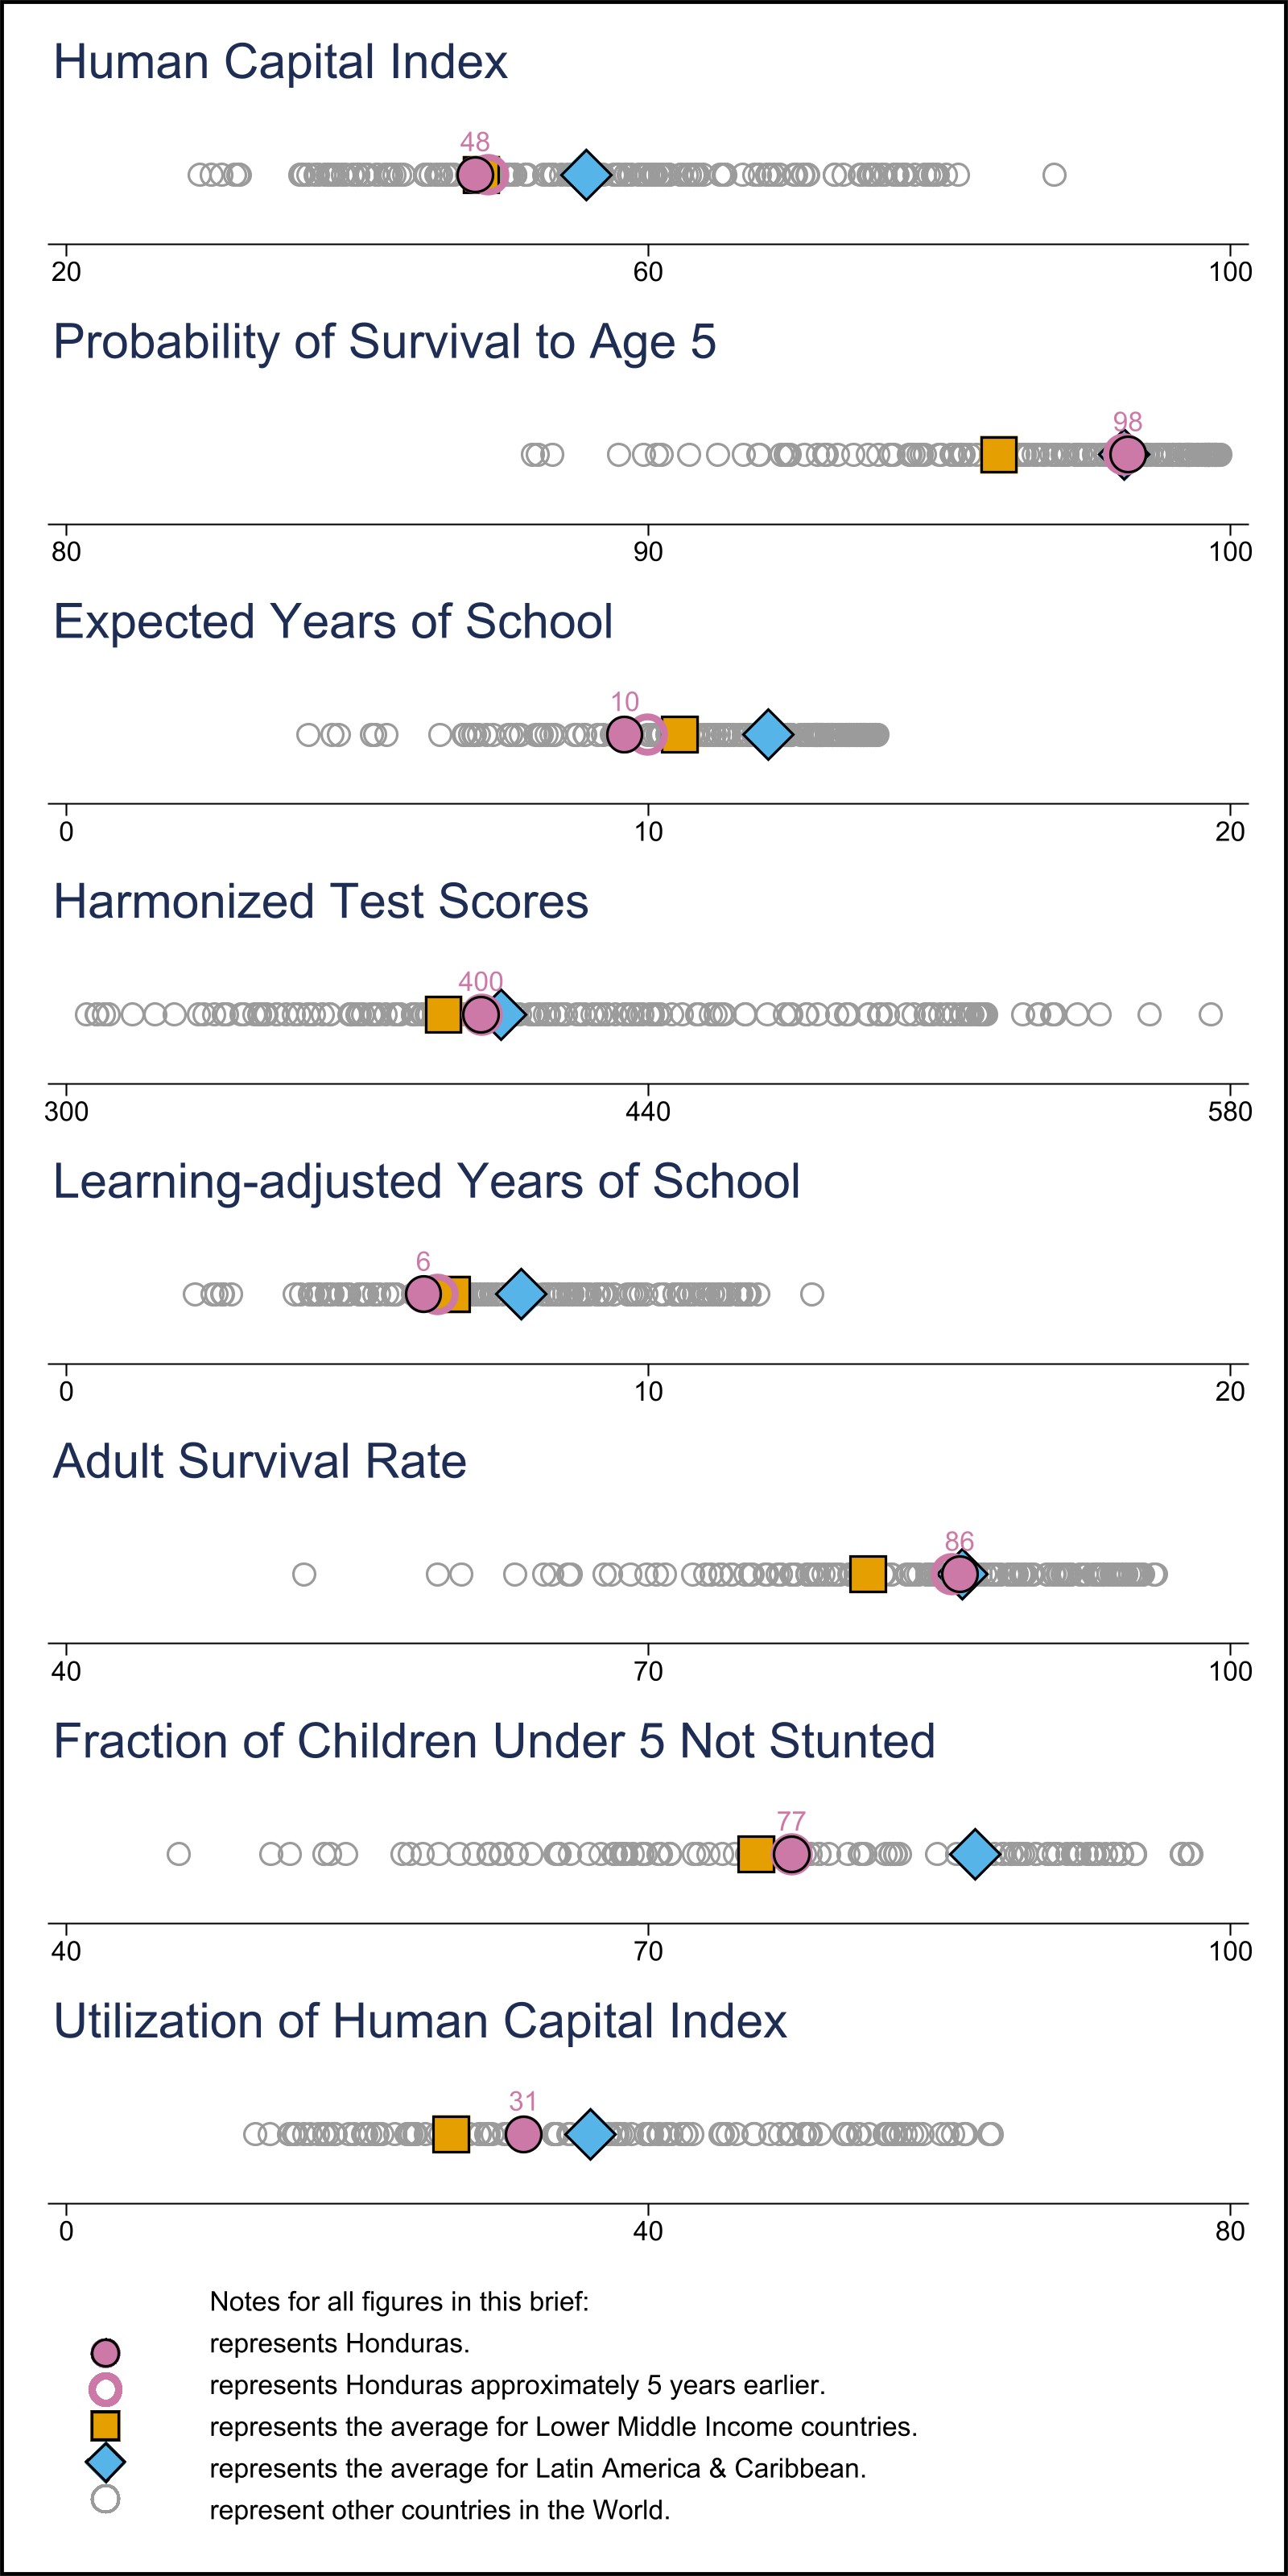 Human Capital Index
48
20 60 100
Probability of Survival to Age 5
98
80 90 100
Expected Years of School
10
0 10 20
Harmonized Test Scores
400
300 440 580
Learning-adjusted Years of School
6
0 10 20
Adult Survival Rate
86
40 70 100
Fraction of Children Under 5 Not Stunted
77
40 70 100
Utilization of Human Capital Index
31
0 40 80
Notes for all figures in this brief:
represents Honduras.
represents Honduras approximately 5 years earlier.
represents the average for Lower Middle Income countries.
represents the average for Latin America & Caribbean.
represent other countries in the World.